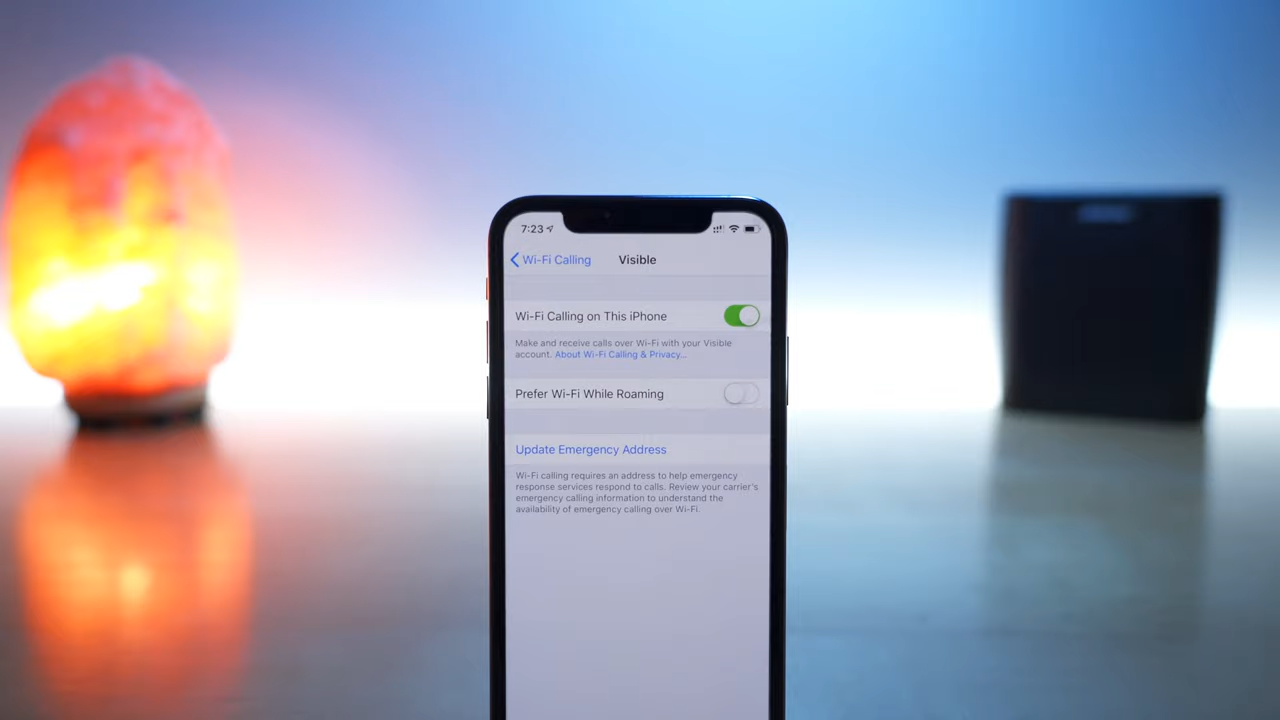 7:23
Wi-Fi Calling Visible
Wi-Fi Calling on This iPhone
Make and receive calls over Wi-Fi with your Visible
account. About Wi-Fi Calling & Privacy...
Prefer Wi-Fi While Roaming
Update Emergency Address
Wi-Fi calling requires an address to help emergency
response services respond to calls. Review your carrier's
emergency calling information to understand the
availability of emergency calling over Wi-Fi.